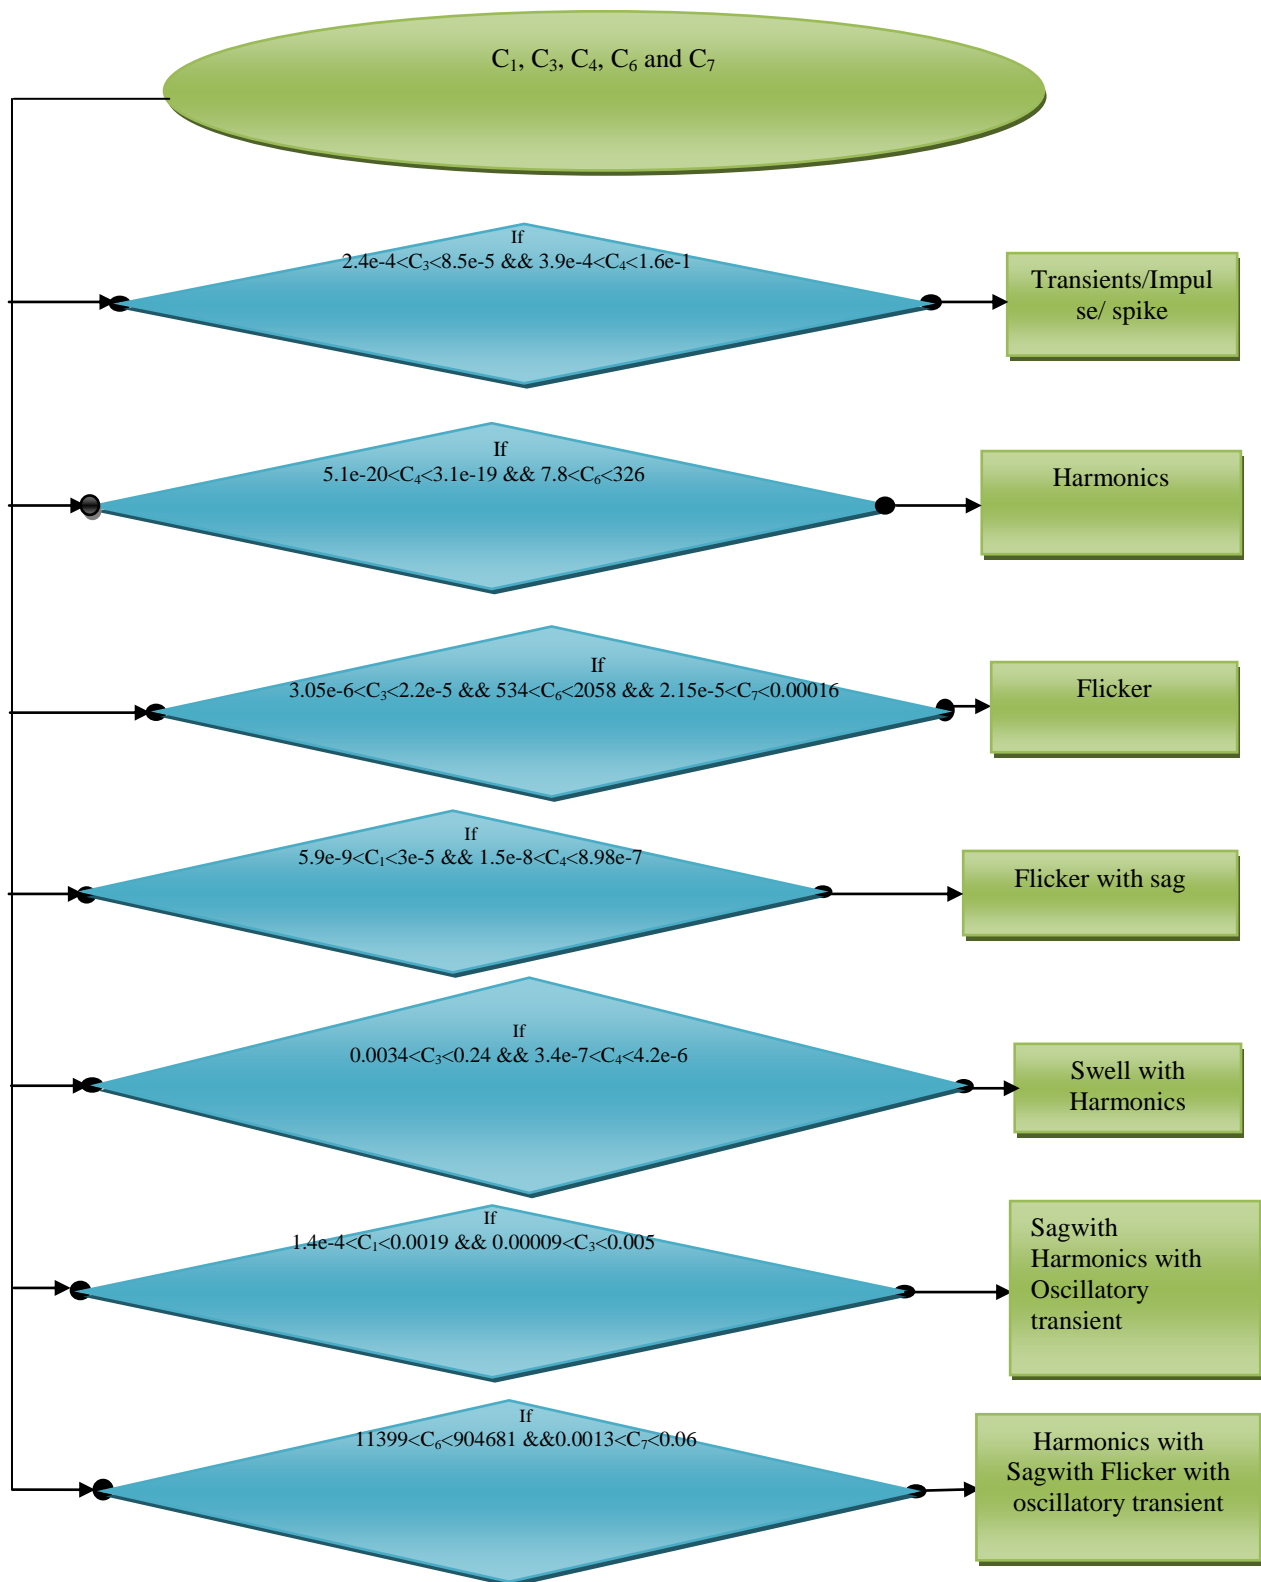 C₁, C₃, C₄, C₆ and C₇
If
2.4e-4<C₃<8.5e-5 && 3.9e-4<C₄<1.6e-1
Transients/Impul
se/ spike
If
5.1e-20<C₄<3.1e-19 && 7.8<C₆<326
Harmonics
If
3.05e-6<C₃<2.2e-5 && 534<C₆<2058 && 2.15e-5<C₇<0.00016
Flicker
If
5.9e-9<C₁<3e-5 && 1.5e-8<C₄<8.98e-7
Flicker with sag
If
0.0034<C₃<0.24 && 3.4e-7<C₄<4.2e-6
Swell with
Harmonics
If
1.4e-4<C₁<0.0019 && 0.00009<C₃<0.005
Sagwith
Harmonics with
Oscillatory
transient
If
11399<C₆<904681 &&0.0013<C₇<0.06
Harmonics with
Sagwith Flicker with
oscillatory transient